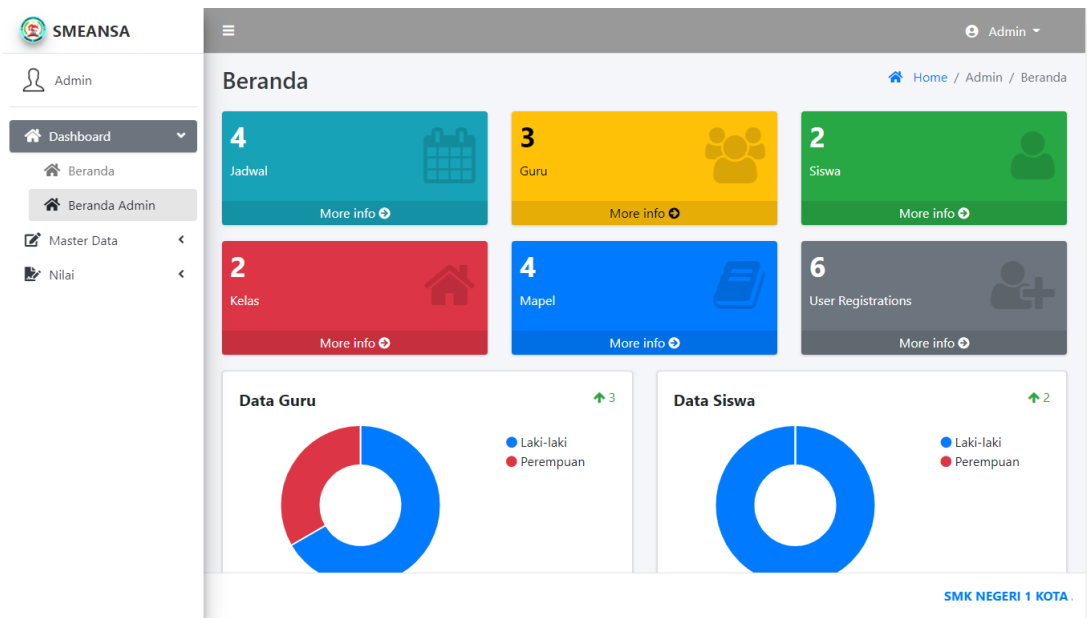 SMEANSA
Admin
Admin
Dashboard
Beranda
Beranda Admin
Master Data
Nilai
Beranda
Home / Admin / Beranda
4
Jadwal
More info
3
Guru
More info
2
Siswa
More info
2
Kelas
More info
4
Mapel
More info
6
User Registrations
More info
Data Guru
3
Laki-laki
Perempuan
Data Siswa
2
Laki-laki
Perempuan
SMK NEGERI 1 KOTA